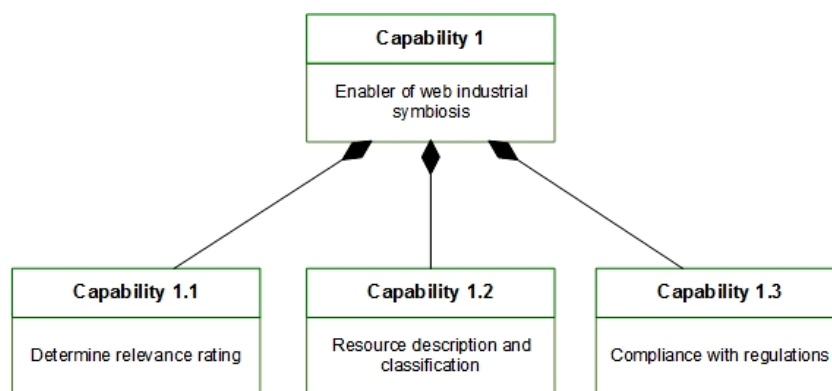 Capability 1
Enabler of web industrial
symbiosis
Capability 1.1
Determine relevance rating
Capability 1.2
Resource description and
classification
Capability 1.3
Compliance with regulations